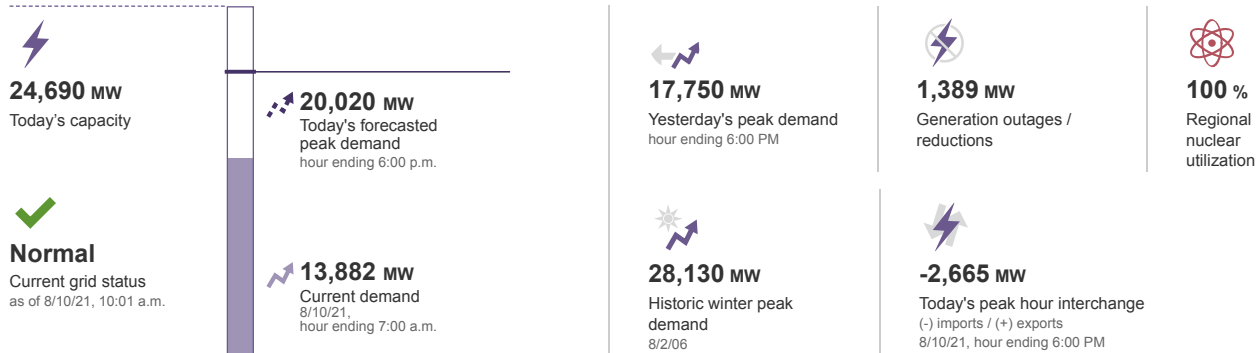 24,690 MW
Today's capacity
Normal
Current grid status
as of 8/10/21, 10:01 a.m.
20,020 MW
Today's forecasted
peak demand
hour ending 6:00 p.m.
13,882 MW
Current demand
8/10/21,
hour ending 7:00 a.m.
17,750 MW
Yesterday's peak demand
hour ending 6:00 PM
1,389 MW
Generation outages /
reductions
100 %
Regional
nuclear
utilization
28,130 MW
Historic winter peak
demand
8/2/06
-2,665 MW
Today's peak hour interchange
(-) imports / (+) exports
8/10/21, hour ending 6:00 PM